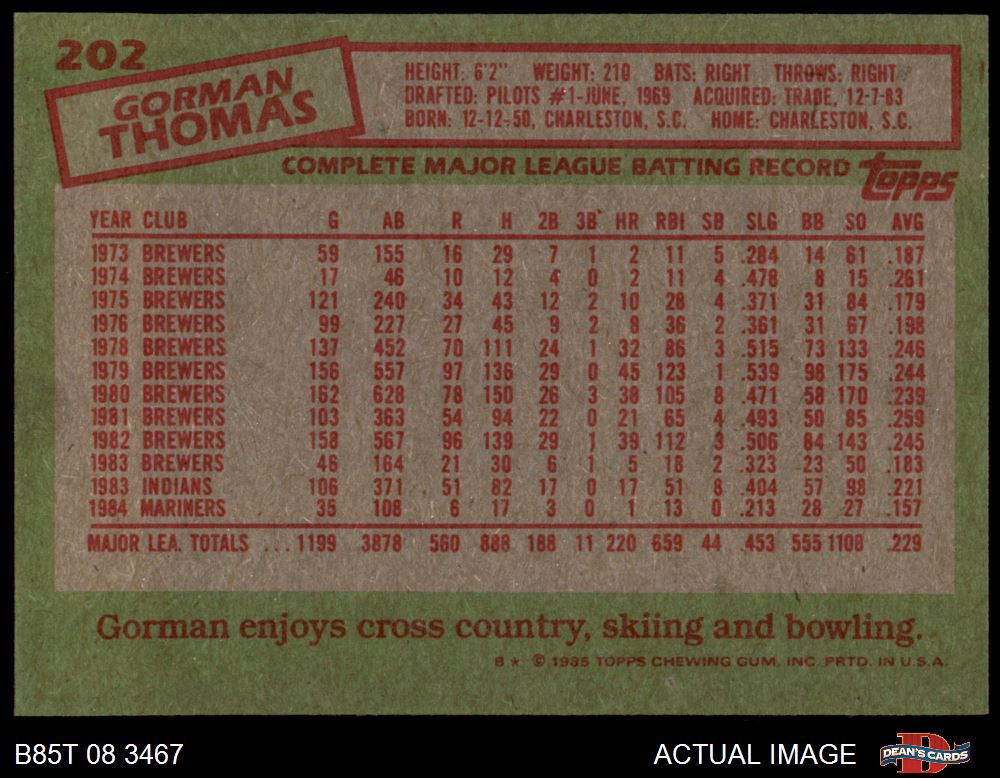 202
GORMAN
THOMAS
HEIGHT: 6'2" WEIGHT: 210 BATS: RIGHT THROWS: RIGHT
DRAFTED: PILOTS #1-JUNE, 1969 ACQUIRED: TRADE, 12-7-83
BORN: 12-12-50, CHARLESTON, S.C. HOME: CHARLESTON, S.C.
COMPLETE MAJOR LEAGUE BATTING RECORD topps
YEAR CLUB G AB R H 2B 3B HR RBI SB SLG BB SO AVG
1973 BREWERS 59 155 16 29 7 1 2 11 5 .284 14 61 .187
1974 BREWERS 17 46 10 12 4 0 2 11 4 .478 8 15 .261
1975 BREWERS 121 240 34 43 12 2 10 28 4 .371 31 84 .179
1976 BREWERS 99 227 27 45 9 2 8 36 2 .361 31 67 .198
1978 BREWERS 137 452 70 111 24 1 32 86 3 .515 73 133 .246
1979 BREWERS 156 557 97 136 29 0 45 123 1 .539 98 175 .244
1980 BREWERS 162 628 78 150 26 3 38 105 8 .471 58 170 .239
1981 BREWERS 103 363 54 94 22 0 21 65 4 .493 50 85 .259
1982 BREWERS 158 567 96 139 29 1 39 112 3 .506 84 143 .245
1983 BREWERS 46 164 21 30 6 1 5 18 2 .323 23 50 .183
1983 INDIANS 106 371 51 82 17 0 17 51 8 .404 57 98 .221
1984 MARINERS 35 108 6 17 3 0 1 13 0 .213 28 27 .157
MAJOR LEA. TOTALS ... 1199 3878 560 888 188 11 220 659 44 .453 555 1108 .229
Gorman enjoys cross country, skiing and bowling.
B * © 1985 TOPPS CHEWING GUM, INC. PRTD. IN U.S.A.
B85T 08 3467 ACTUAL IMAGE D DEAN'S CARDS